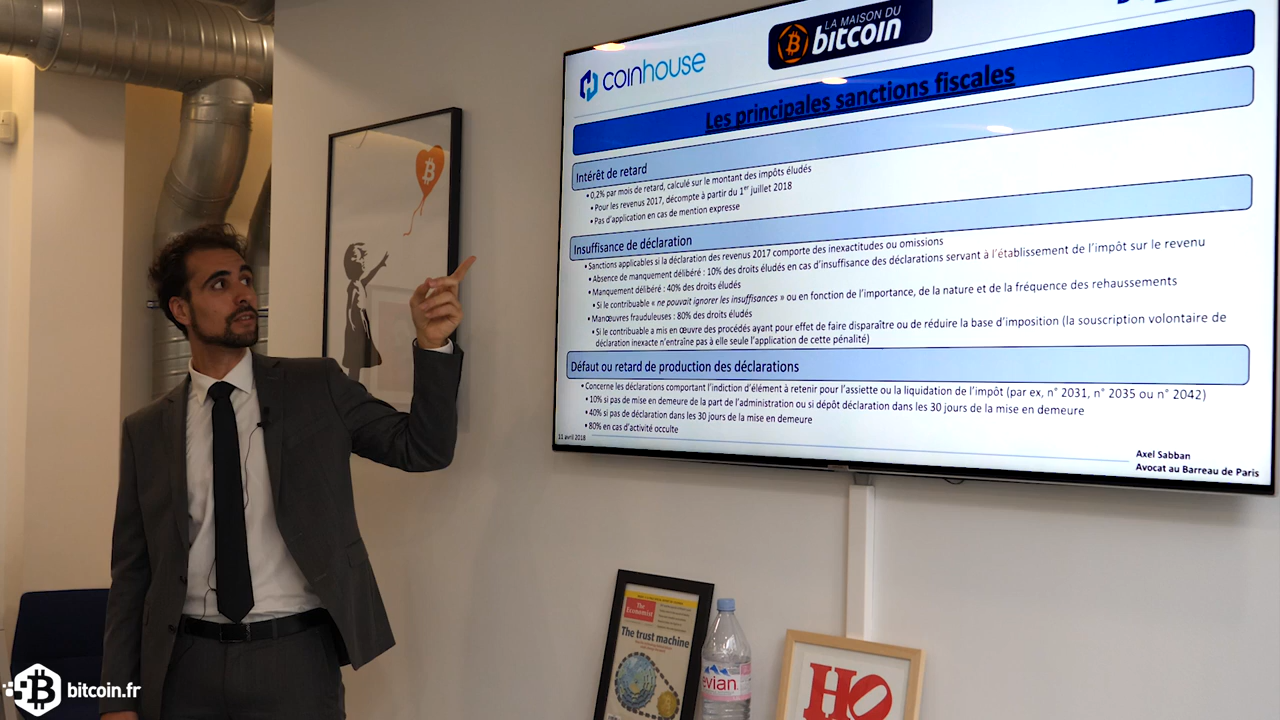 coinhouse
LA MAISON DU
bitcoin
Les principales sanctions fiscales
Intérêt de retard
• 0,2% par mois de retard, calculé sur le montant des impôts éludés
• Pour les revenus 2017, décompte à partir du 1er juillet 2018
• Pas d'application en cas de mention expresse
Insuffisance de déclaration
• Sanctions applicables si la déclaration des revenus 2017 comporte des inexactitudes ou omissions
• Absence de manquement délibéré : 10% des droits éludés en cas d'insuffisance des déclarations servant à l'établissement de l'impôt sur le revenu
• Manquement délibéré : 40% des droits éludés
• Si le contribuable « ne pouvait ignorer les insuffisances » ou en fonction de l'importance, de la nature et de la fréquence des rehaussements
• Manœuvres frauduleuses : 80% des droits éludés
• Si le contribuable a mis en œuvre des procédés ayant pour effet de faire disparaître ou de réduire la base d'imposition (la souscription volontaire de
déclaration inexacte n'entraîne pas à elle seule l'application de cette pénalité)
Défaut ou retard de production des déclarations
• Concerne les déclarations comportant l'indiction d'élément à retenir pour l'assiette ou la liquidation de l'impôt (par ex, n° 2031, n° 2035 ou n° 2042)
• 10% si pas de mise en demeure de la part de l'administration ou si dépôt déclaration dans les 30 jours de la mise en demeure
• 40% si pas de déclaration dans les 30 jours de la mise en demeure
• 80% en cas d'activité occulte
11 avril 2018
Axel Sabban
Avocat au Barreau de Paris
The
Economist
The trust machine
evian
HO
bitcoin.fr